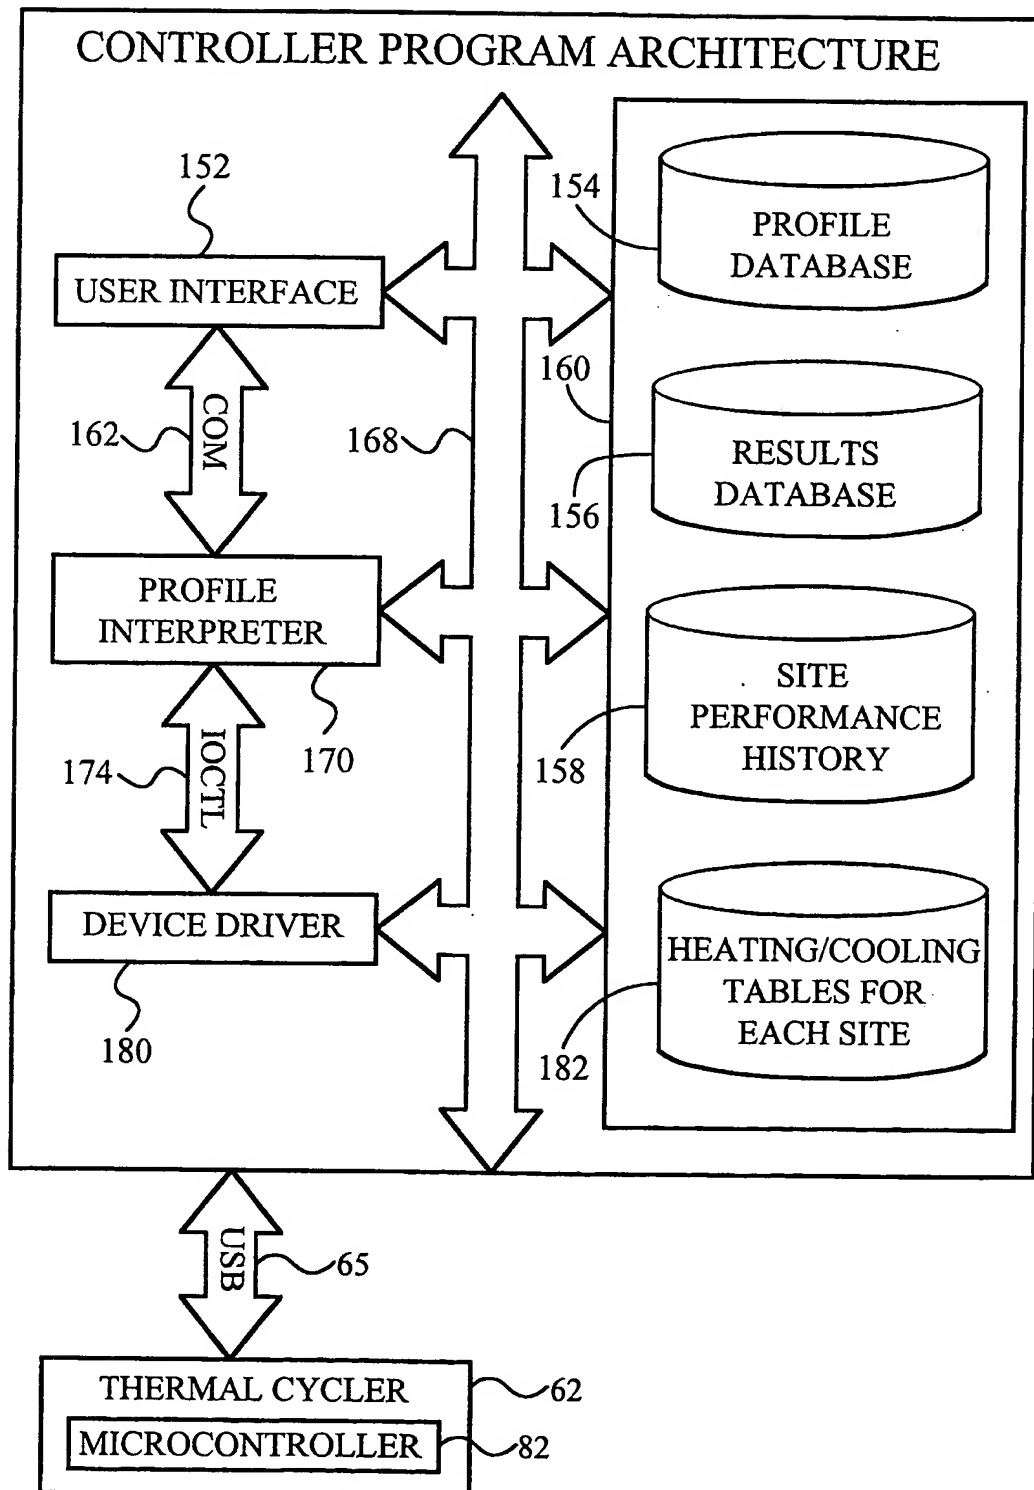 CONTROLLER PROGRAM ARCHITECTURE
152
154
PROFILE
DATABASE
USER INTERFACE
160
162
COM
168
RESULTS
DATABASE
156
PROFILE
INTERPRETER
SITE
PERFORMANCE
HISTORY
174
IOCTL
170
158
DEVICE DRIVER
HEATING/COOLING
TABLES FOR
EACH SITE
180
182
USB
65
THERMAL CYCLER
62
MICROCONTROLLER
82